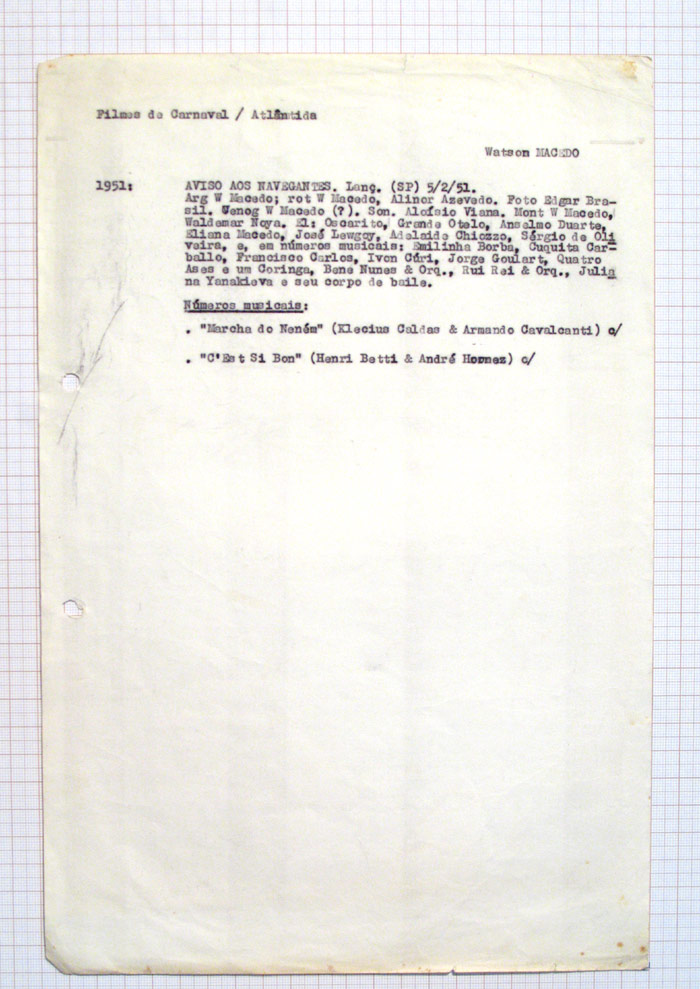 Filmes de Carnaval / Atlântida
Watson MACEDO
1951: AVISO AOS NAVEGANTES. Lanç. (SP) 5/2/51.
Arg W Macedo; rot W Macedo, Alinor Azevedo. Foto Edgar Bra-
sil. Cenog W Macedo (?). Son. Aloísio Viana. Mont W Macedo,
Waldemar Noya. El: Oscarito, Grande Otelo, Anselmo Duarte,
Eliana Macedo, José Lewgoy, Adelaide Chiozzo, Sérgio de Oli
veira, e, em números musicais: Emilinha Borba, Cuquita Car-
ballo, Francisco Carlos, Ivon Cúri, Jorge Goulart, Quatro
Ases e um Coringa, Bene Nunes & Orq., Rui Rei & Orq., Julia
na Yanakieva e seu corpo de baile.
Números musicais:
. "Marcha do Neném" (Klecius Caldas & Armando Cavalcanti) c/
. "C'Est Si Bon" (Henri Betti & André Hornez) c/